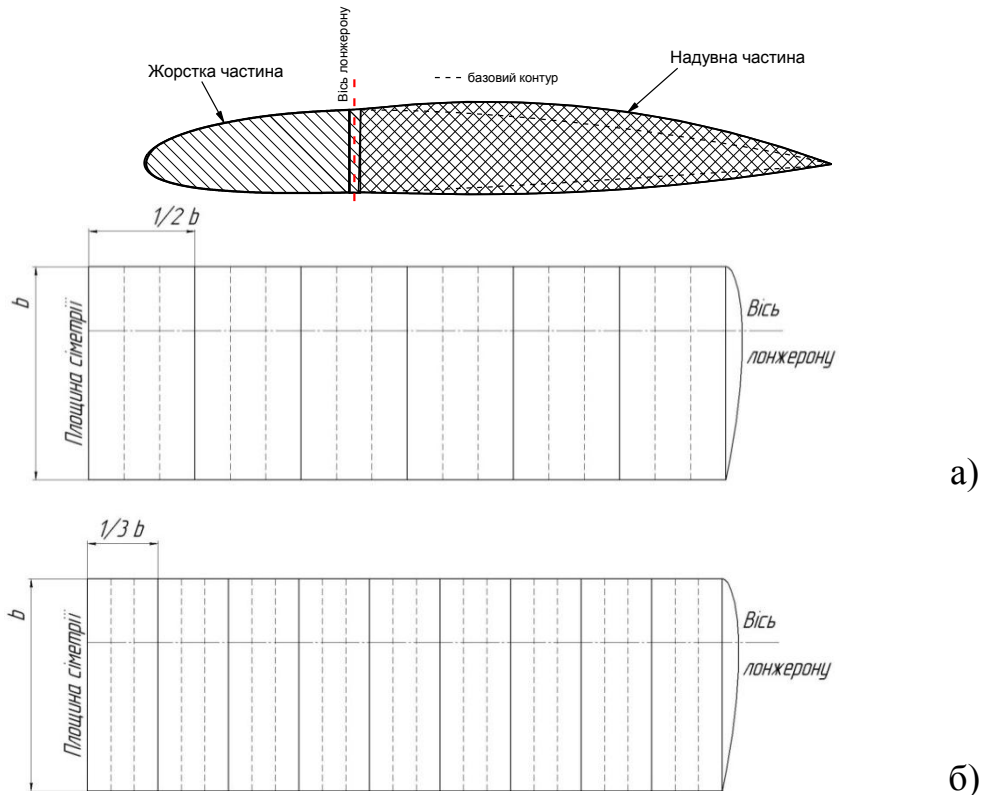 Вісь лонжерону
Жорстка частина
базовий контур
Надувна частина
1/2 b
b
Площина сіметрії
Вісь
лонжерону
а)
1/3 b
b
Площина сіметрії
Вісь
лонжерону
б)